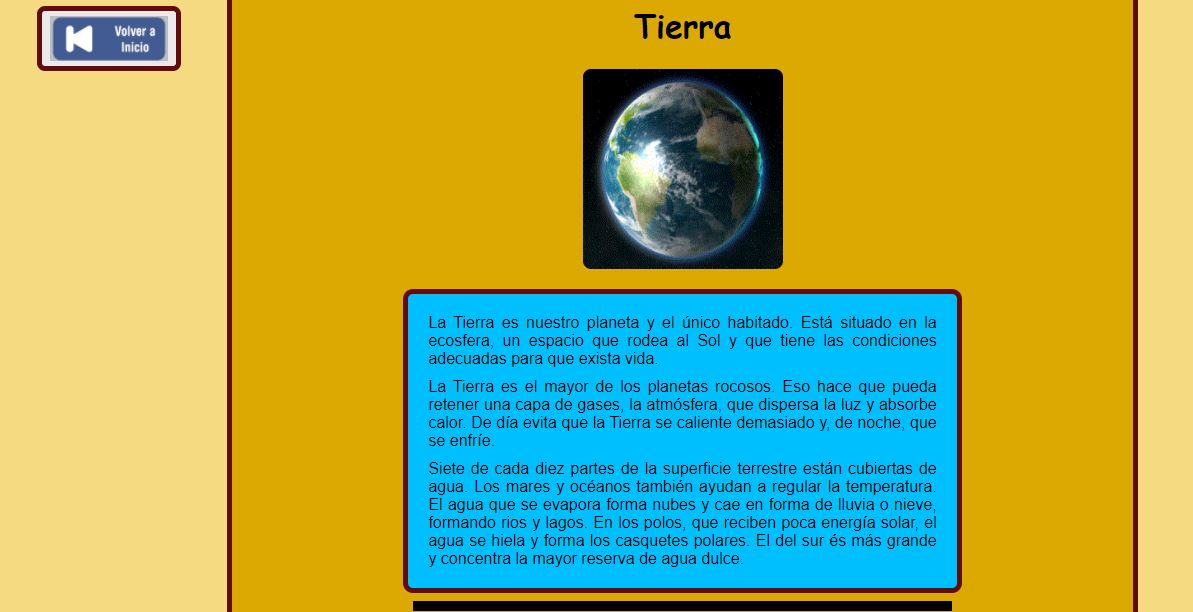 Volver a
Inicio
Tierra
La Tierra es nuestro planeta y el único habitado. Está situado en la
ecosfera, un espacio que rodea al Sol y que tiene las condiciones
adecuadas para que exista vida.
La Tierra es el mayor de los planetas rocosos. Eso hace que pueda
retener una capa de gases, la atmósfera, que dispersa la luz y absorbe
calor. De día evita que la Tierra se caliente demasiado y, de noche, que
se enfríe.
Siete de cada diez partes de la superficie terrestre están cubiertas de
agua. Los mares y océanos también ayudan a regular la temperatura.
El agua que se evapora forma nubes y cae en forma de lluvia o nieve,
formando rios y lagos. En los polos, que reciben poca energía solar, el
agua se hiela y forma los casquetes polares. El del sur és más grande
y concentra la mayor reserva de agua dulce.